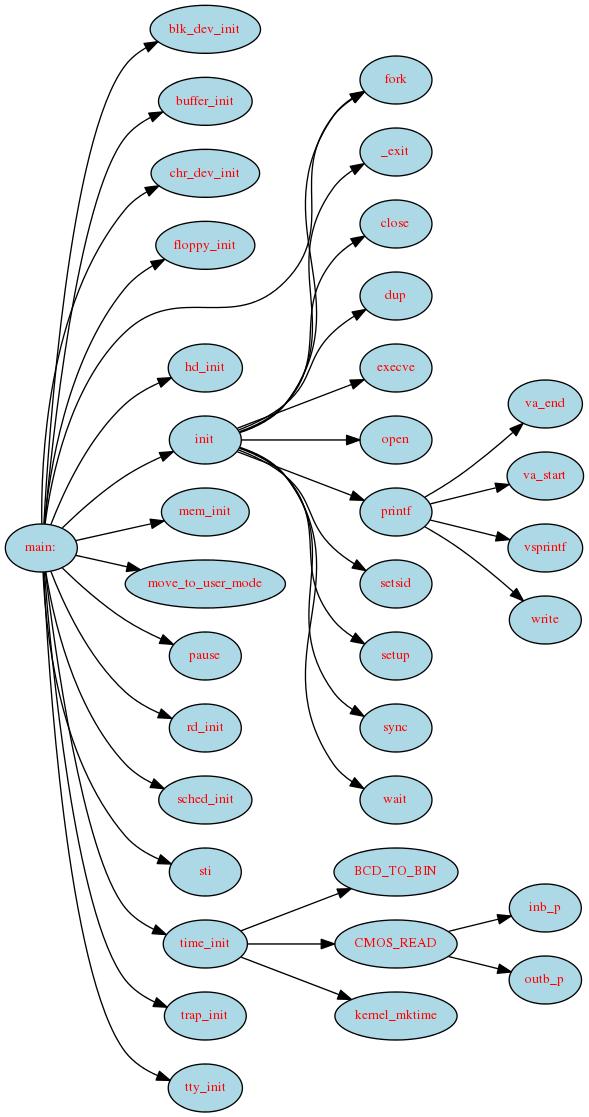 blk_dev_init
buffer_init
chr_dev_init
floppy_init
hd_init
init
mem_init
main:
move_to_user_mode
pause
rd_init
sched_init
sti
time_init
trap_init
tty_init
fork
_exit
close
dup
execve
open
printf
setsid
setup
sync
wait
BCD_TO_BIN
CMOS_READ
kernel_mktime
va_end
va_start
vsprintf
write
inb_p
outb_p